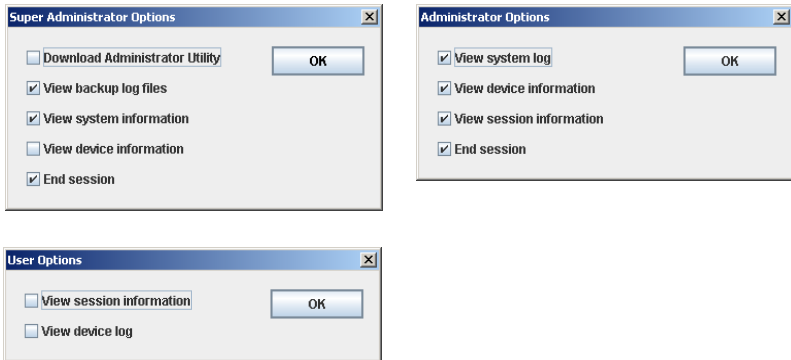 Super Administrator Options
Download Administrator Utility
OK
View backup log files
View system information
View device information
End session
Administrator Options
View system log
OK
View device information
View session information
End session
User Options
View session information
OK
View device log